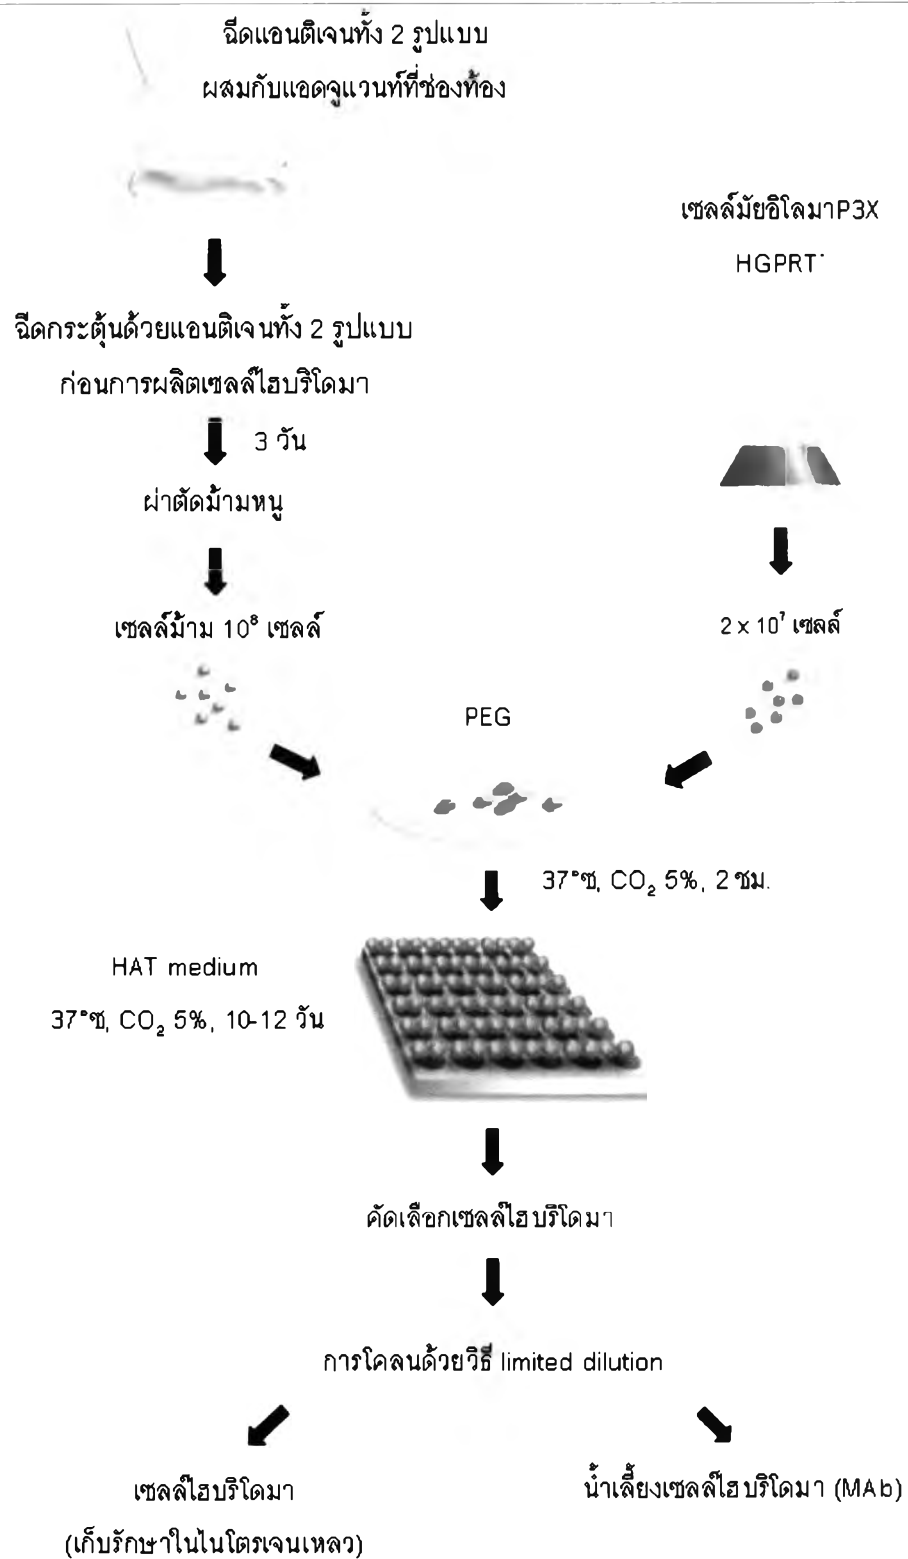 ฉีดแอนติเจนทั้ง 2 รูปแบบ
ผสมกับแอดจูแวนท์ที่ช่องท้อง
เซลล์มัยอิโลมาP3X
HGPRT⁻
ฉีดกระตุ้นด้วยแอนติเจนทั้ง 2 รูปแบบ
ก่อนการผลิตเซลล์ไฮบริโดมา
3 วัน
ผ่าตัดม้ามหนู
เซลล์ม้าม 10⁸ เซลล์
2 x 10⁷ เซลล์
PEG
37°ซ, CO₂ 5%, 2 ชม.
HAT medium
37°ซ, CO₂ 5%, 10-12 วัน
คัดเลือกเซลล์ไฮบริโดมา
การโคลนด้วยวิธี limited dilution
เซลล์ไฮบริโดมา
(เก็บรักษาในไนโตรเจนเหลว)
น้ำเลี้ยงเซลล์ไฮบริโดมา (MAb)